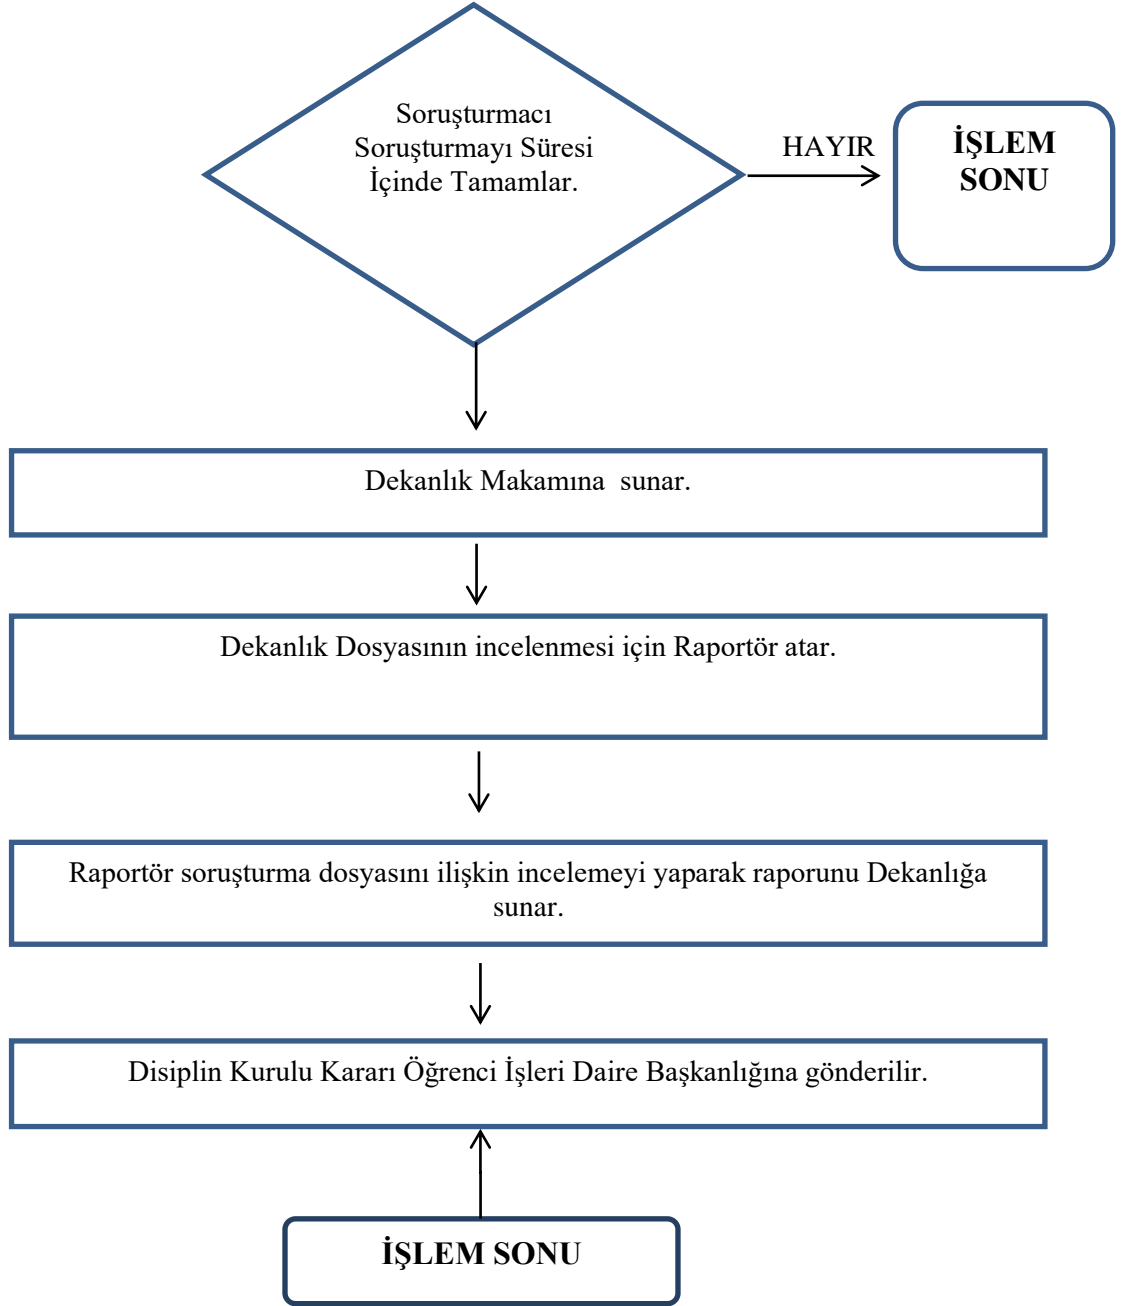 Soruşturmacı
Soruşturmayı Süresi
İçinde Tamamlar.
HAYIR
İŞLEM
SONU
Dekanlık Makamına  sunar.
Dekanlık Dosyasının incelenmesi için Raportör atar.
Raportör soruşturma dosyasını ilişkin incelemeyi yaparak raporunu Dekanlığa
sunar.
Disiplin Kurulu Kararı Öğrenci İşleri Daire Başkanlığına gönderilir.
İŞLEM SONU